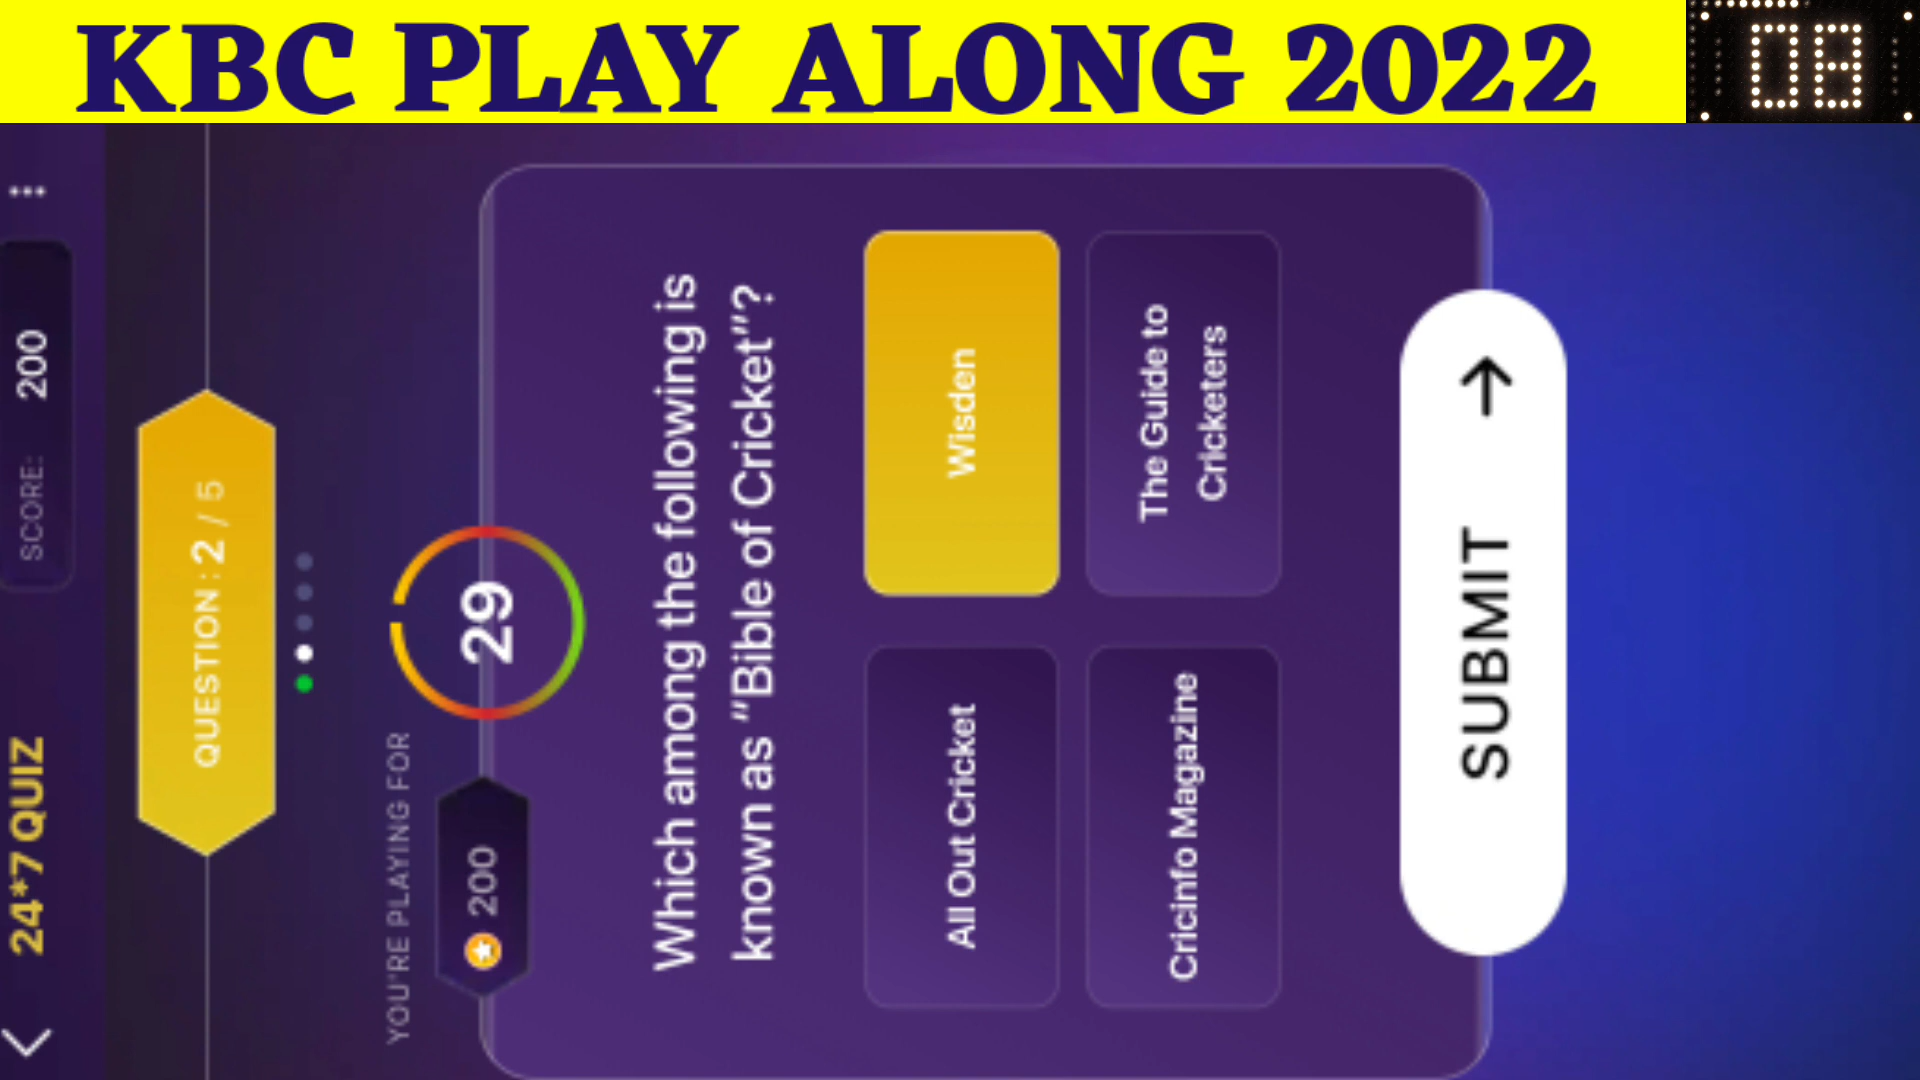 KBC PLAY ALONG 2022
08
24*7 QUIZ
SCORE: 200
QUESTION : 2 / 5
YOU'RE PLAYING FOR
200
29
Which among the following is
known as "Bible of Cricket"?
All Out Cricket
Wisden
Cricinfo Magazine
The Guide to
Cricketers
SUBMIT →